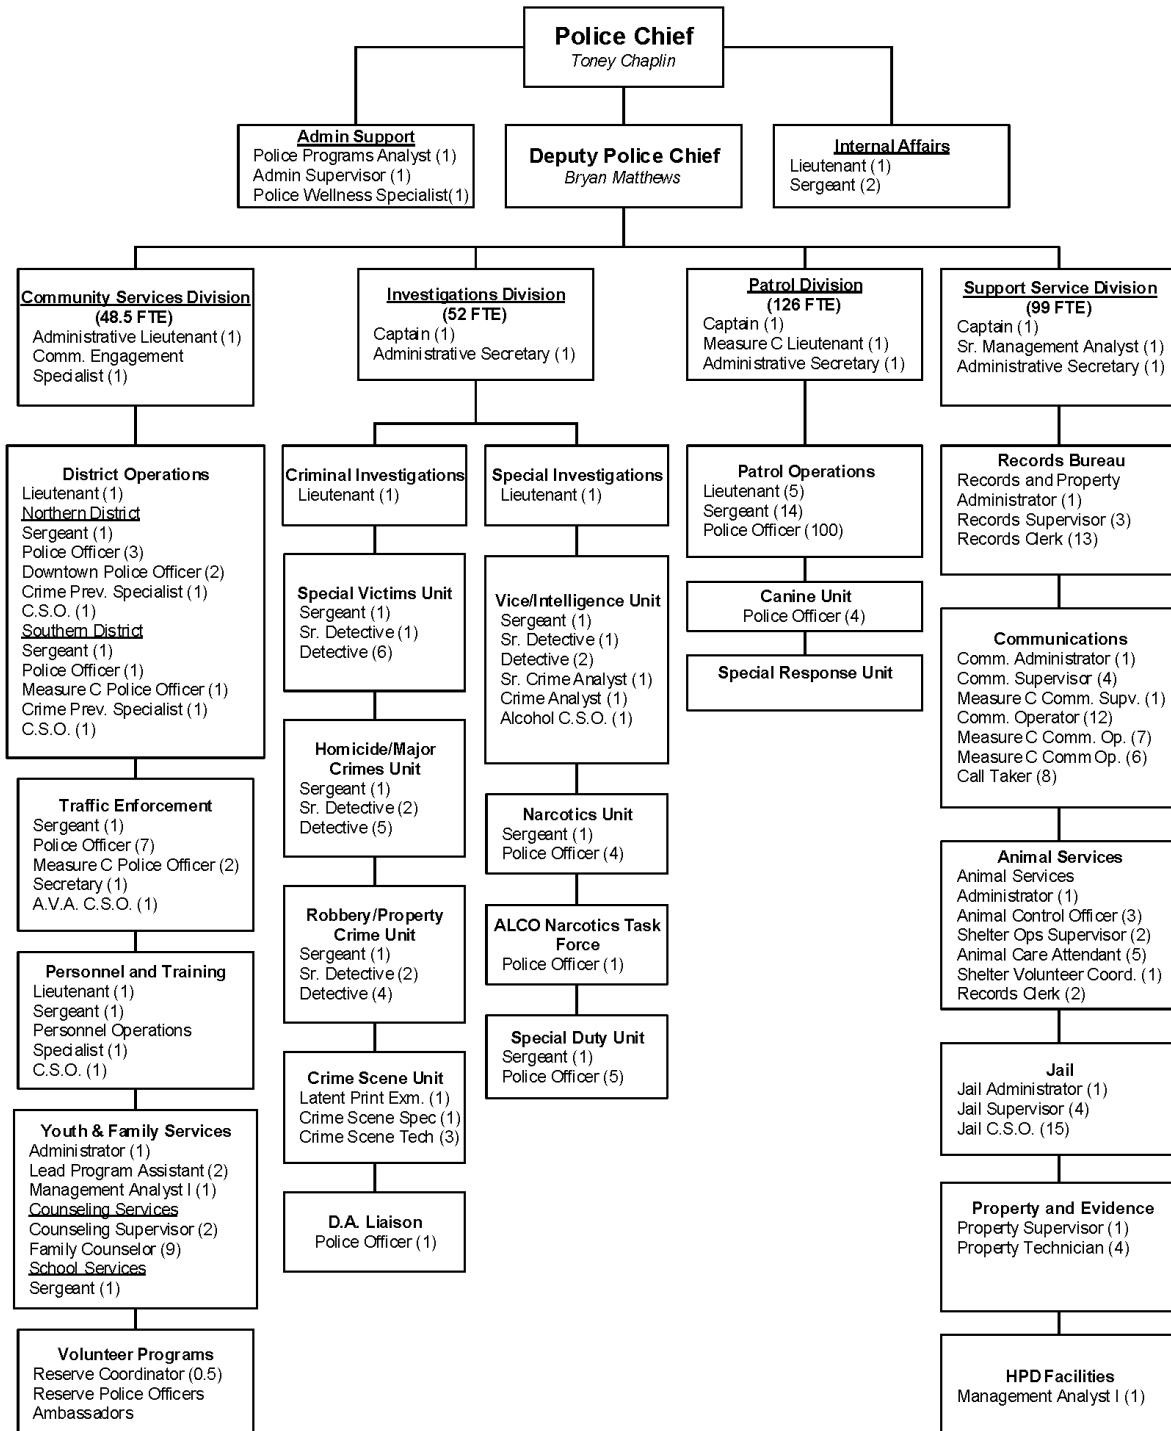 Police Chief
Toney Chaplin
Admin Support
Police Programs Analyst (1)
Admin Supervisor (1)
Police Wellness Specialist(1)
Deputy Police Chief
Bryan Matthews
Internal Affairs
Lieutenant (1)
Sergeant (2)
Community Services Division
(48.5 FTE)
Administrative Lieutenant (1)
Comm. Engagement
Specialist (1)
Investigations Division
(52 FTE)
Captain (1)
Administrative Secretary (1)
Patrol Division
(126 FTE)
Captain (1)
Measure C Lieutenant (1)
Administrative Secretary (1)
Support Service Division
(99 FTE)
Captain (1)
Sr. Management Analyst (1)
Administrative Secretary (1)
District Operations
Lieutenant (1)
Northern District
Sergeant (1)
Police Officer (3)
Downtown Police Officer (2)
Crime Prev. Specialist (1)
C.S.O. (1)
Southern District
Sergeant (1)
Police Officer (1)
Measure C Police Officer (1)
Crime Prev. Specialist (1)
C.S.O. (1)
Traffic Enforcement
Sergeant (1)
Police Officer (7)
Measure C Police Officer (2)
Secretary (1)
A.V.A. C.S.O. (1)
Personnel and Training
Lieutenant (1)
Sergeant (1)
Personnel Operations
Specialist (1)
C.S.O. (1)
Youth & Family Services
Administrator (1)
Lead Program Assistant (2)
Management Analyst I (1)
Counseling Services
Counseling Supervisor (2)
Family Counselor (9)
School Services
Sergeant (1)
Volunteer Programs
Reserve Coordinator (0.5)
Reserve Police Officers
Ambassadors
Criminal Investigations
Lieutenant (1)
Special Victims Unit
Sergeant (1)
Sr. Detective (1)
Detective (6)
Homicide/Major
Crimes Unit
Sergeant (1)
Sr. Detective (2)
Detective (5)
Robbery/Property
Crime Unit
Sergeant (1)
Sr. Detective (2)
Detective (4)
Crime Scene Unit
Latent Print Exm. (1)
Crime Scene Spec (1)
Crime Scene Tech (3)
D.A. Liaison
Police Officer (1)
Special Investigations
Lieutenant (1)
Vice/Intelligence Unit
Sergeant (1)
Sr. Detective (1)
Detective (2)
Sr. Crime Analyst (1)
Crime Analyst (1)
Alcohol C.S.O. (1)
Narcotics Unit
Sergeant (1)
Police Officer (4)
ALCO Narcotics Task
Force
Police Officer (1)
Special Duty Unit
Sergeant (1)
Police Officer (5)
Patrol Operations
Lieutenant (5)
Sergeant (14)
Police Officer (100)
Canine Unit
Police Officer (4)
Special Response Unit
Records Bureau
Records and Property
Administrator (1)
Records Supervisor (3)
Records Clerk (13)
Communications
Comm. Administrator (1)
Comm. Supervisor (4)
Measure C Comm. Supv. (1)
Comm. Operator (12)
Measure C Comm. Op. (7)
Measure C Comm Op. (6)
Call Taker (8)
Animal Services
Animal Services
Administrator (1)
Animal Control Officer (3)
Shelter Ops Supervisor (2)
Animal Care Attendant (5)
Shelter Volunteer Coord. (1)
Records Clerk (2)
Jail
Jail Administrator (1)
Jail Supervisor (4)
Jail C.S.O. (15)
Property and Evidence
Property Supervisor (1)
Property Technician (4)
HPD Facilities
Management Analyst I (1)